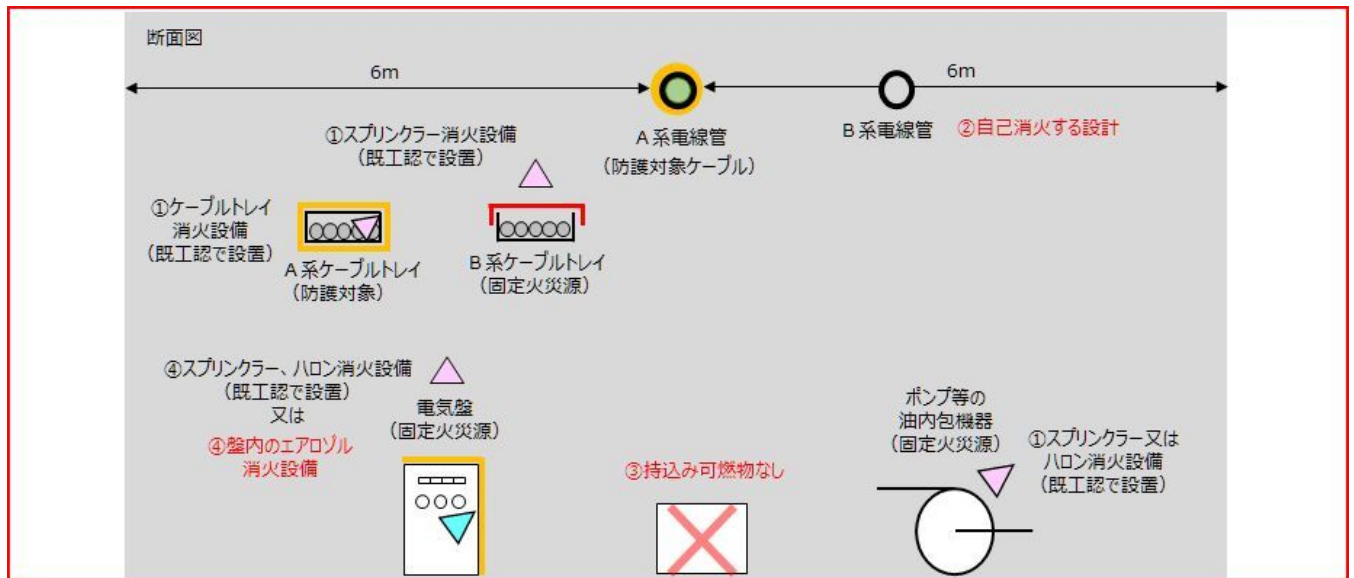 断面図
6m
6m
①スプリンクラー消火設備
(既工認で設置)
A系電線管
(防護対象ケーブル)
B系電線管
②自己消火する設計
①ケーブルトレイ
消火設備
(既工認で設置)
A系ケーブルトレイ
(防護対象)
B系ケーブルトレイ
(固定火災源)
④スプリンクラー、ハロン消火設備
(既工認で設置)
又は
④盤内のエアロゾル
消火設備
電気盤
(固定火災源)
③持込み可燃物なし
ポンプ等の
油内包機器
(固定火災源)
①スプリンクラー又は
ハロン消火設備
(既工認で設置)